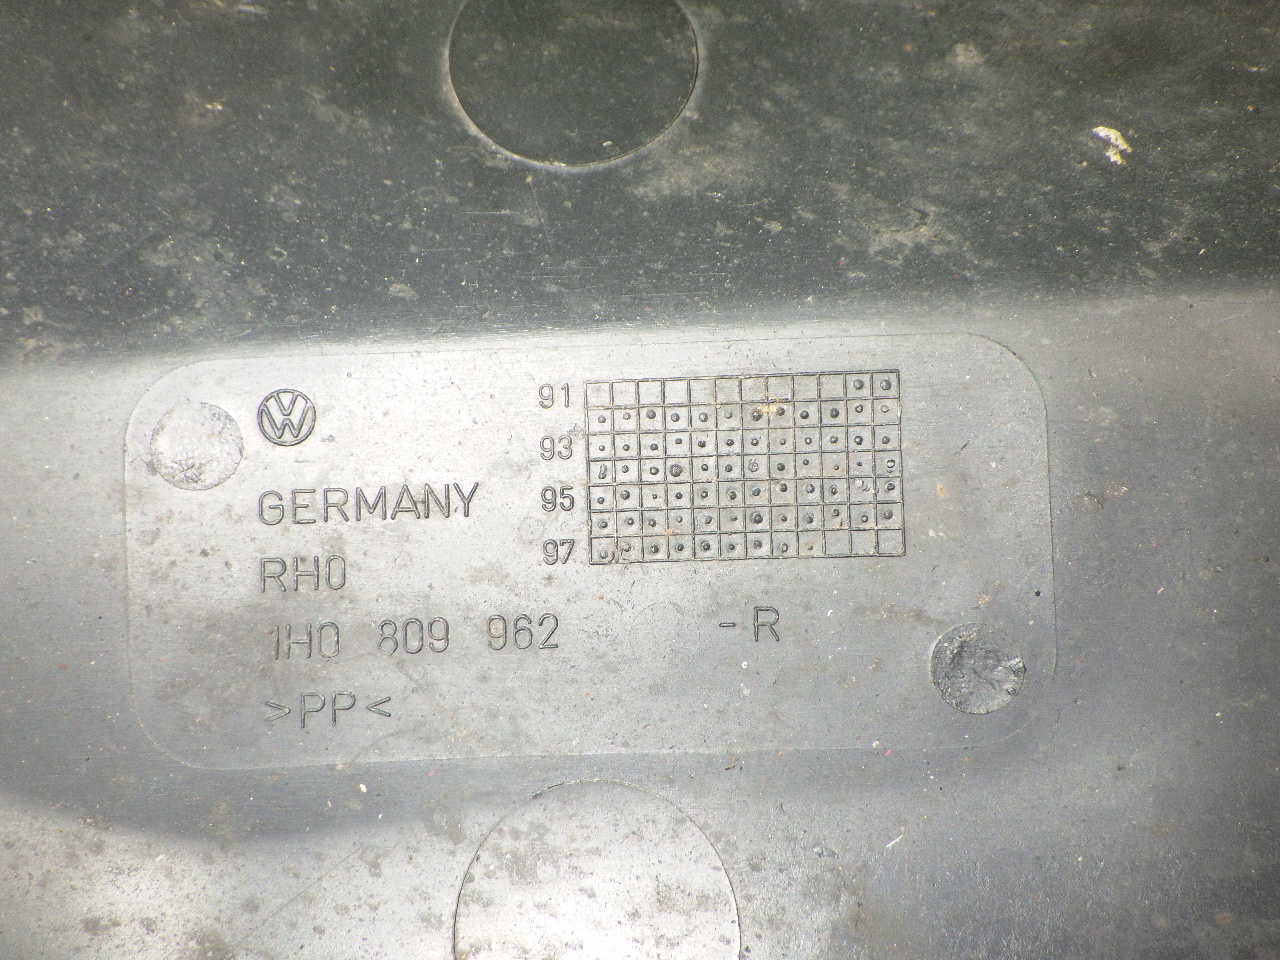 VW
GERMANY
RH0
1H0 809 962 -R
>PP<
91
93
95
97